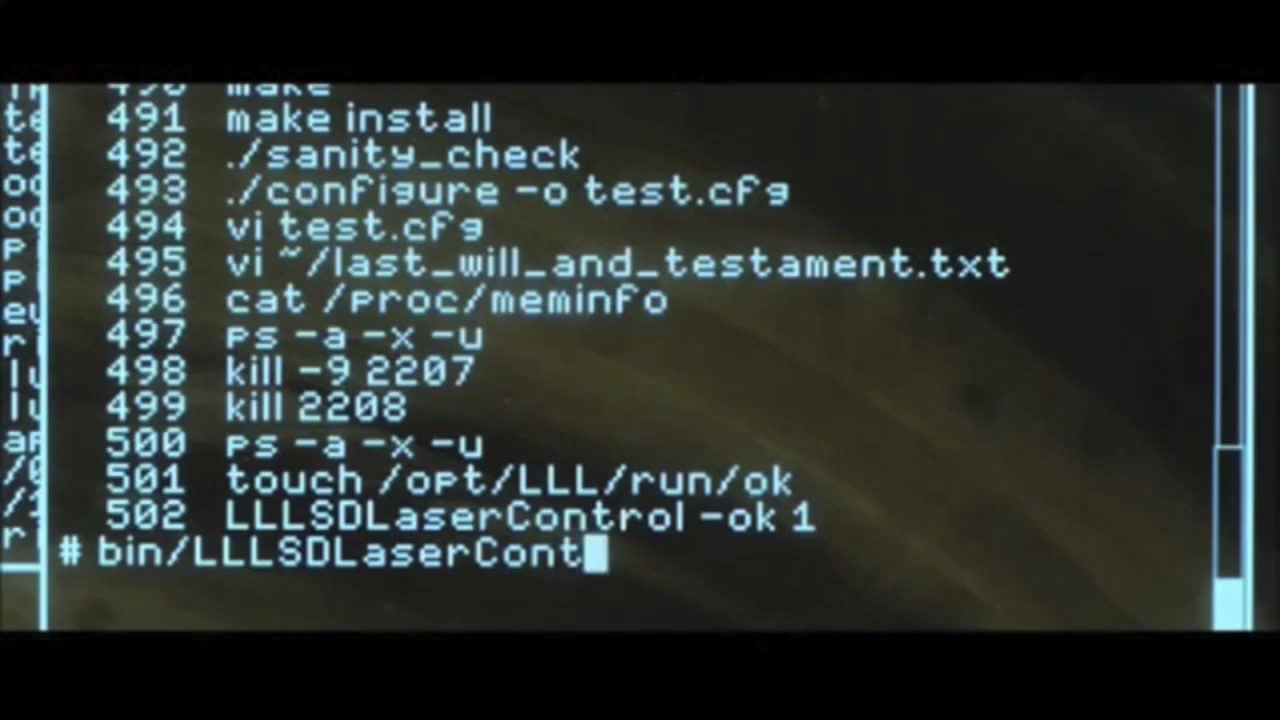 490 make
491 make install
492 ./sanity_check
493 ./configure -o test.cfg
494 vi test.cfg
495 vi ~/last_will_and_testament.txt
496 cat /proc/meminfo
497 ps -a -x -u
498 kill -9 2207
499 kill 2208
500 ps -a -x -u
501 touch /opt/LLL/run/ok
502 LLLSDLaserControl -ok 1
# bin/LLLSDLaserCont